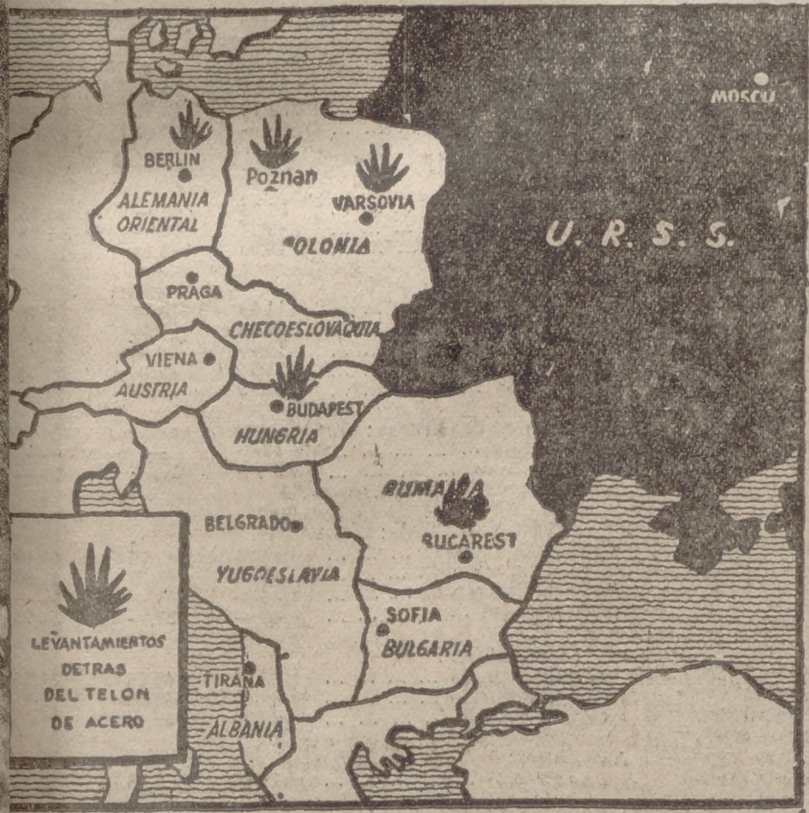 MOSCU
BERLIN
Poznan
VARSOVIA
ALEMANIA
ORIENTAL
POLONIA
U. R. S. S.
PRAGA
CHECOESLOVAQUIA
VIENA
AUSTRIA
BUDAPEST
HUNGRIA
RUMANIA
BELGRADO
BUCAREST
YUGOESLAVIA
SOFIA
BULGARIA
LEVANTAMIENTOS
DETRAS
DEL TELÓN
DE ACERO
TIRANA
ALBANIA